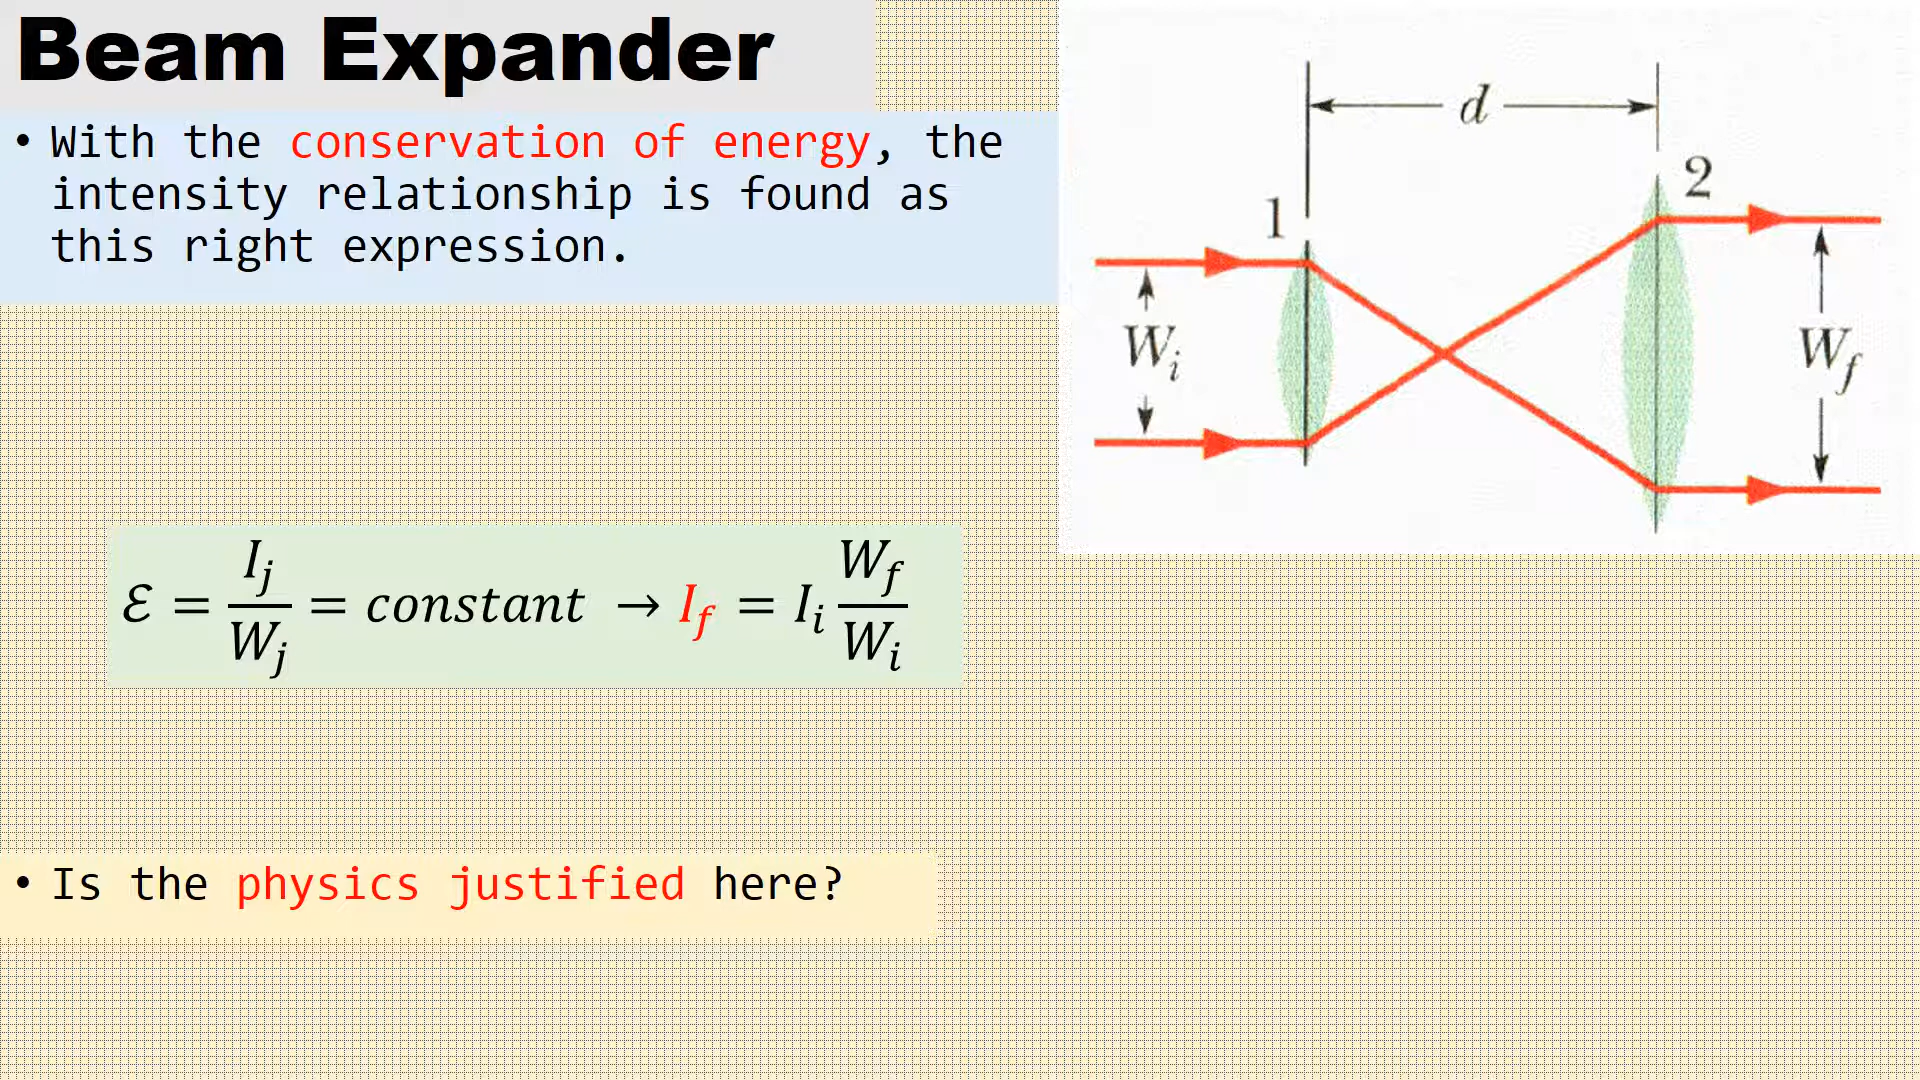 Beam Expander
• With the conservation of energy, the
intensity relationship is found as
this right expression.
d
1
2
W_i
W_f
ℰ = I_j / W_j = constant → I_f = I_i W_f / W_i
• Is the physics justified here?